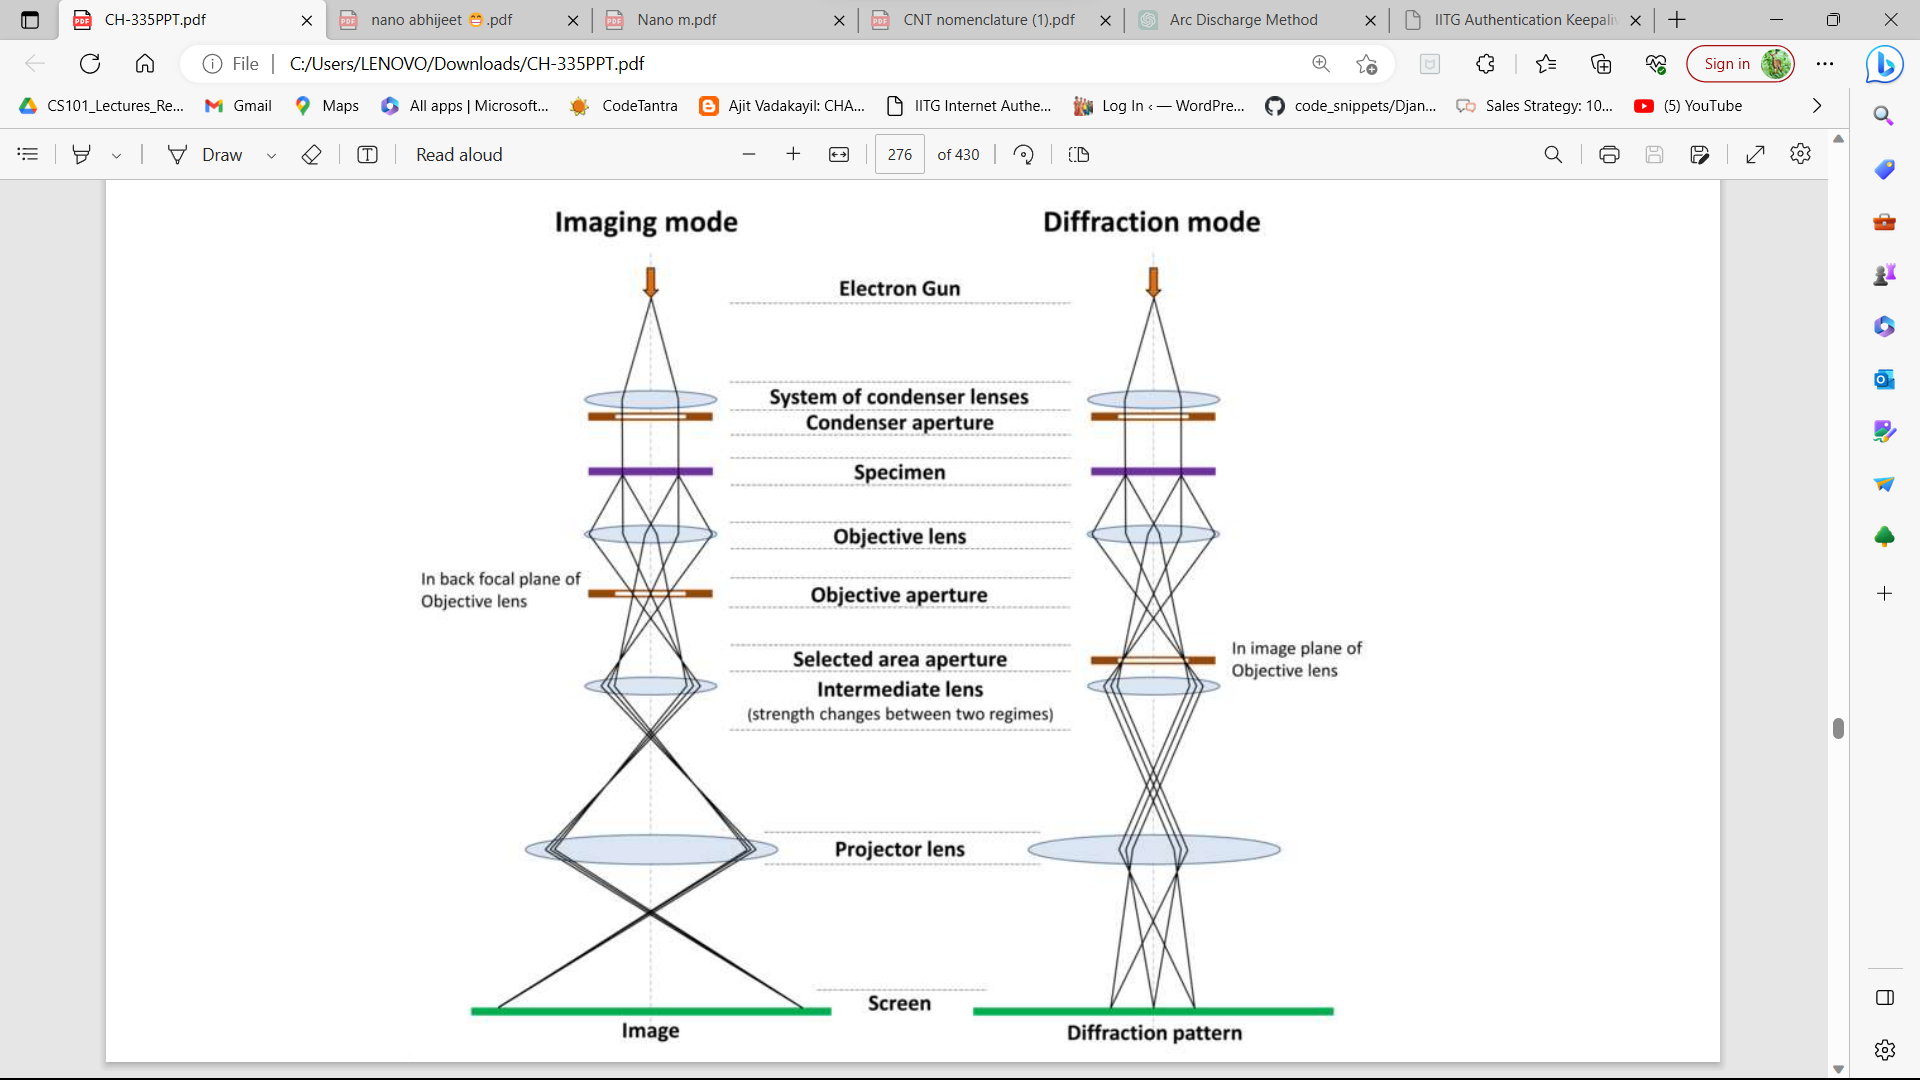 CH-335PPT.pdf
nano abhijeet 😁.pdf
Nano m.pdf
CNT nomenclature (1).pdf
Arc Discharge Method
IITG Authentication Keepaliv
File
C:/Users/LENOVO/Downloads/CH-335PPT.pdf
Sign in
CS101_Lectures_Re...
Gmail
Maps
All apps | Microsoft...
CodeTantra
Ajit Vadakayil: CHA...
IITG Internet Authe...
Log In ‹ — WordPre...
code_snippets/Djan...
Sales Strategy: 10...
(5) YouTube
Draw
Read aloud
276
of 430
Imaging mode
Diffraction mode
Electron Gun
System of condenser lenses
Condenser aperture
Specimen
Objective lens
In back focal plane of
Objective lens
Objective aperture
Selected area aperture
In image plane of
Objective lens
Intermediate lens
(strength changes between two regimes)
Projector lens
Screen
Image
Diffraction pattern